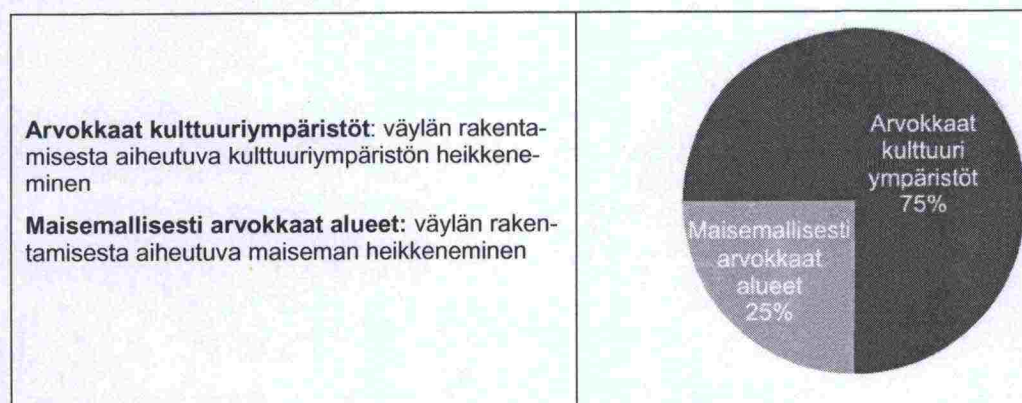 Arvokkaat kulttuuriympäristöt: väylän rakenta-
misesta aiheutuva kulttuuriympäristön heikkene-
minen
Maisemallisesti arvokkaat alueet: väylän raken-
tamisesta aiheutuva maiseman heikkeneminen
Arvokkaat
kulttuuri
ympäristöt
75%
Maisemallisesti
arvokkaat
alueet
25%